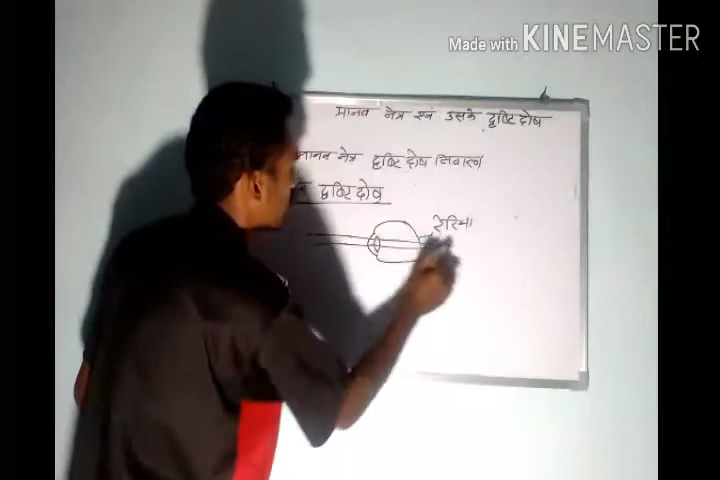 Made with KINEMASTER
मानव नेत्र एवं उसके दृष्टि दोष
मानव नेत्र दृष्टि दोष निवारण
दृष्टि दोष